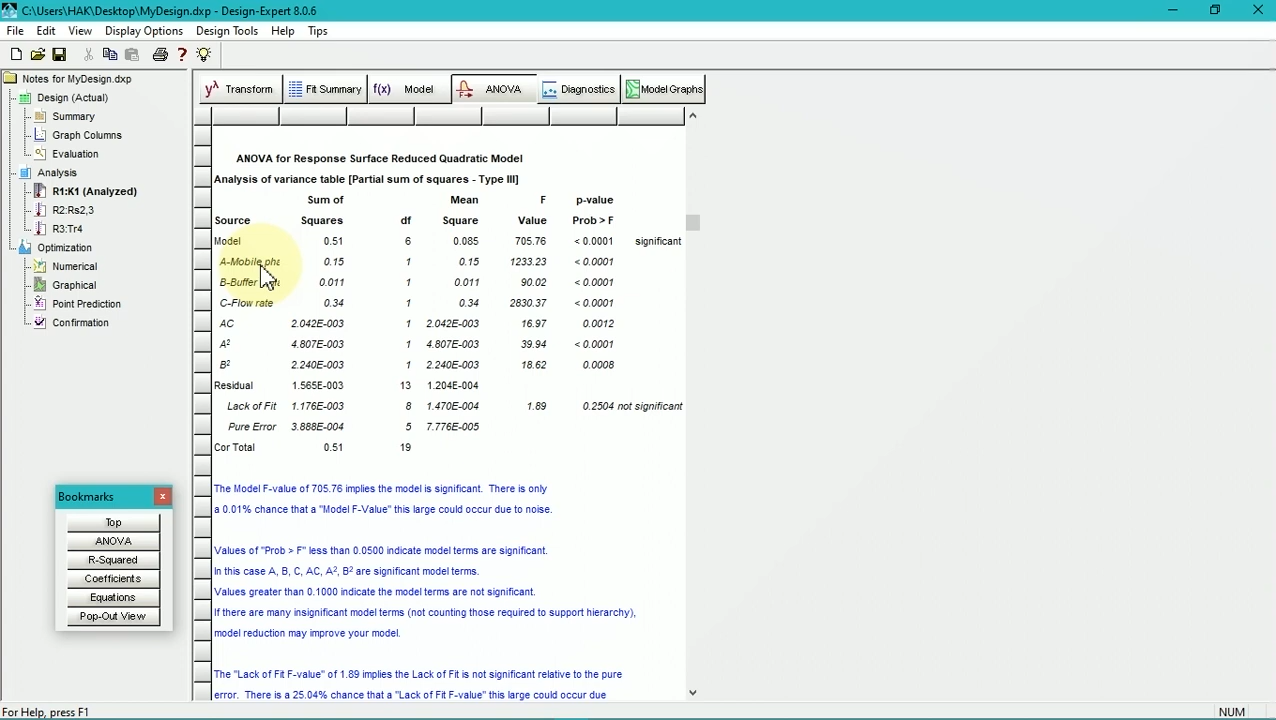 C:\Users\HAK\Desktop\MyDesign.dxp - Design-Expert 8.0.6
File Edit View Display Options Design Tools Help Tips
Notes for MyDesign.dxp
Design (Actual)
Summary
Graph Columns
Evaluation
Analysis
R1:K1 (Analyzed)
R2:Rs2,3
R3:Tr4
Optimization
Numerical
Graphical
Point Prediction
Confirmation
Bookmarks
Top
ANOVA
R-Squared
Coefficients
Equations
Pop-Out View
Transform Fit Summary f(x) Model ANOVA Diagnostics Model Graphs
ANOVA for Response Surface Reduced Quadratic Model
Analysis of variance table [Partial sum of squares - Type III]
Sum of Mean F p-value
Source Squares df Square Value Prob > F
Model 0.51 6 0.085 705.76 < 0.0001 significant
A-Mobile pha 0.15 1 0.15 1233.23 < 0.0001
B-Buffer 0.011 1 0.011 90.02 < 0.0001
C-Flow rate 0.34 1 0.34 2830.37 < 0.0001
AC 2.042E-003 1 2.042E-003 16.97 0.0012
A² 4.807E-003 1 4.807E-003 39.94 < 0.0001
B² 2.240E-003 1 2.240E-003 18.62 0.0008
Residual 1.565E-003 13 1.204E-004
Lack of Fit 1.176E-003 8 1.470E-004 1.89 0.2504 not significant
Pure Error 3.888E-004 5 7.776E-005
Cor Total 0.51 19
The Model F-value of 705.76 implies the model is significant. There is only
a 0.01% chance that a "Model F-Value" this large could occur due to noise.
Values of "Prob > F" less than 0.0500 indicate model terms are significant.
In this case A, B, C, AC, A², B² are significant model terms.
Values greater than 0.1000 indicate the model terms are not significant.
If there are many insignificant model terms (not counting those required to support hierarchy),
model reduction may improve your model.
The "Lack of Fit F-value" of 1.89 implies the Lack of Fit is not significant relative to the pure
error. There is a 25.04% chance that a "Lack of Fit F-value" this large could occur due
For Help, press F1
NUM